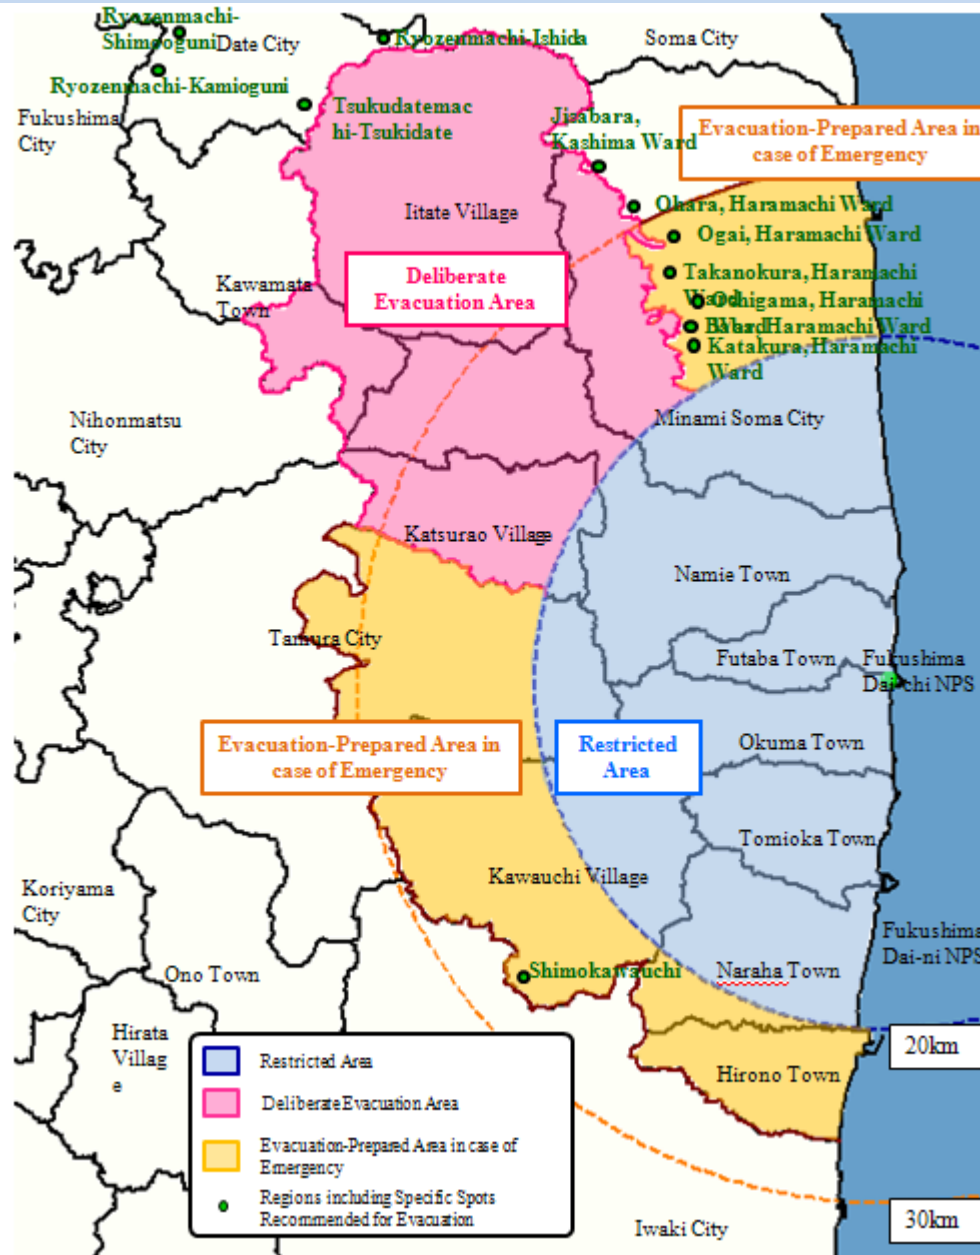 Ryozenmachi-
Shimooguni
Date City
Ryozenmachi-Ishida
Soma City
Ryozenmachi-Kamioguni
Fukushima
City
Tsukudatemac
hi-Tsukidate
Jisabara,
Kashima Ward
Evacuation-Prepared Area in
case of Emergency
Iitate Village
Ohara, Haramachi Ward
Ogai, Haramachi Ward
Deliberate
Evacuation Area
Kawamata
Town
Takanokura, Haramachi
Ward
Oshigama, Haramachi
Ward
Baba, Haramachi Ward
Katakura, Haramachi
Ward
Nihonmatsu
City
Minami Soma City
Katsurao Village
Namie Town
Tamura City
Futaba Town
Fukushima
Dai-ichi NPS
Evacuation-Prepared Area in
case of Emergency
Restricted
Area
Okuma Town
Tomioka Town
Koriyama
City
Kawauchi Village
Fukushima
Dai-ni NPS
Ono Town
Shimokawauchi
Naraha Town
Hirata
Villag
e
20km
Hirono Town
Restricted Area
Deliberate Evacuation Area
Evacuation-Prepared Area in case of
Emergency
Regions including Specific Spots
Recommended for Evacuation
Iwaki City
30km